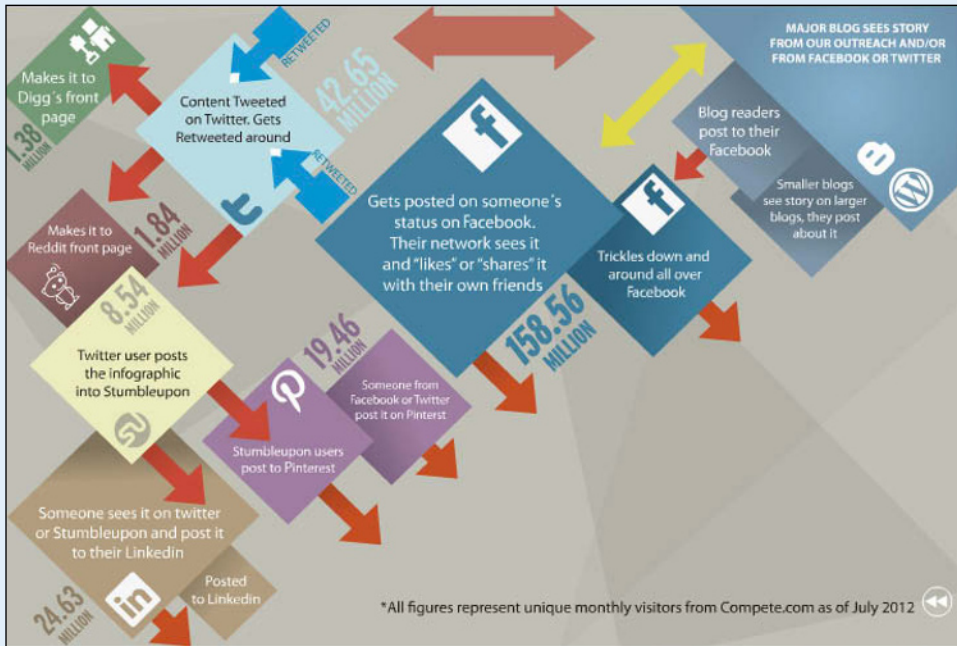 MAJOR BLOG SEES STORY
FROM OUR OUTREACH AND/OR
FROM FACEBOOK OR TWITTER
Makes it to
Digg's front
page
1.38
MILLION
RETWEETED
Content Tweeted
on Twitter. Gets
Retweeted around
RETWEETED
42.65
MILLION
Blog readers
post to their
Facebook
Smaller blogs
see story on larger
blogs, they post
about it
Gets posted on someone's
status on Facebook.
Their network sees it
and "likes" or "shares" it
with their own friends
158.56
MILLION
Trickles down and
around all over
Facebook
Makes it to
Reddit front page
1.84
MILLION
8.54
MILLION
Twitter user posts
the infographic
into Stumbleupon
19.46
MILLION
Someone from
Facebook or Twitter
post it on Pinterst
Stumbleupon users
post to Pinterest
Someone sees it on twitter
or Stumbleupon and post it
to their Linkedin
24.63
MILLION
in
Posted
to Linkedin
*All figures represent unique monthly visitors from Compete.com as of July 2012